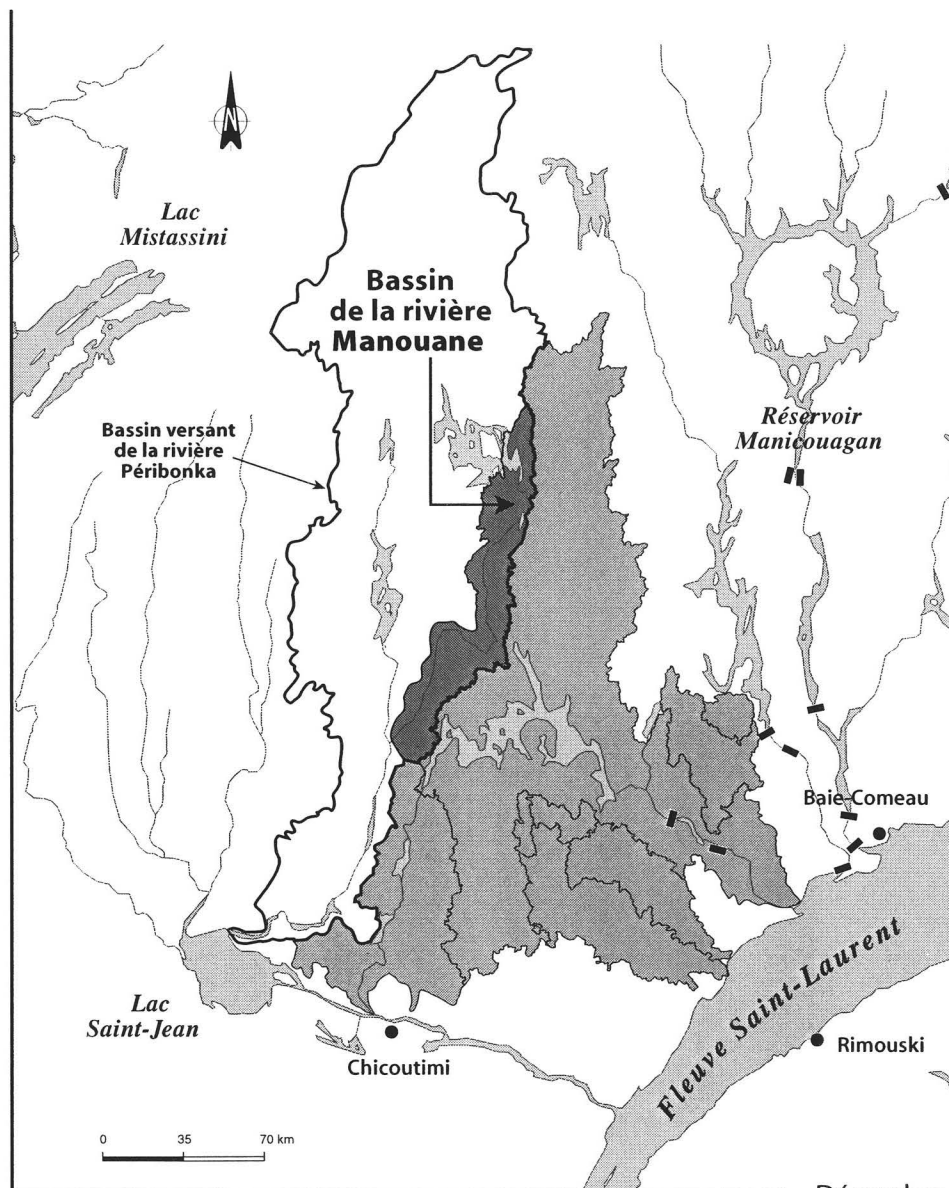 N
Lac
Mistassini
Bassin
de la rivière
Manouane
Bassin versant
de la rivière
Péribonka
Réservoir
Manicouagan
Baie-Comeau
Fleuve Saint-Laurent
Lac
Saint-Jean
Chicoutimi
Rimouski
0 35 70 km